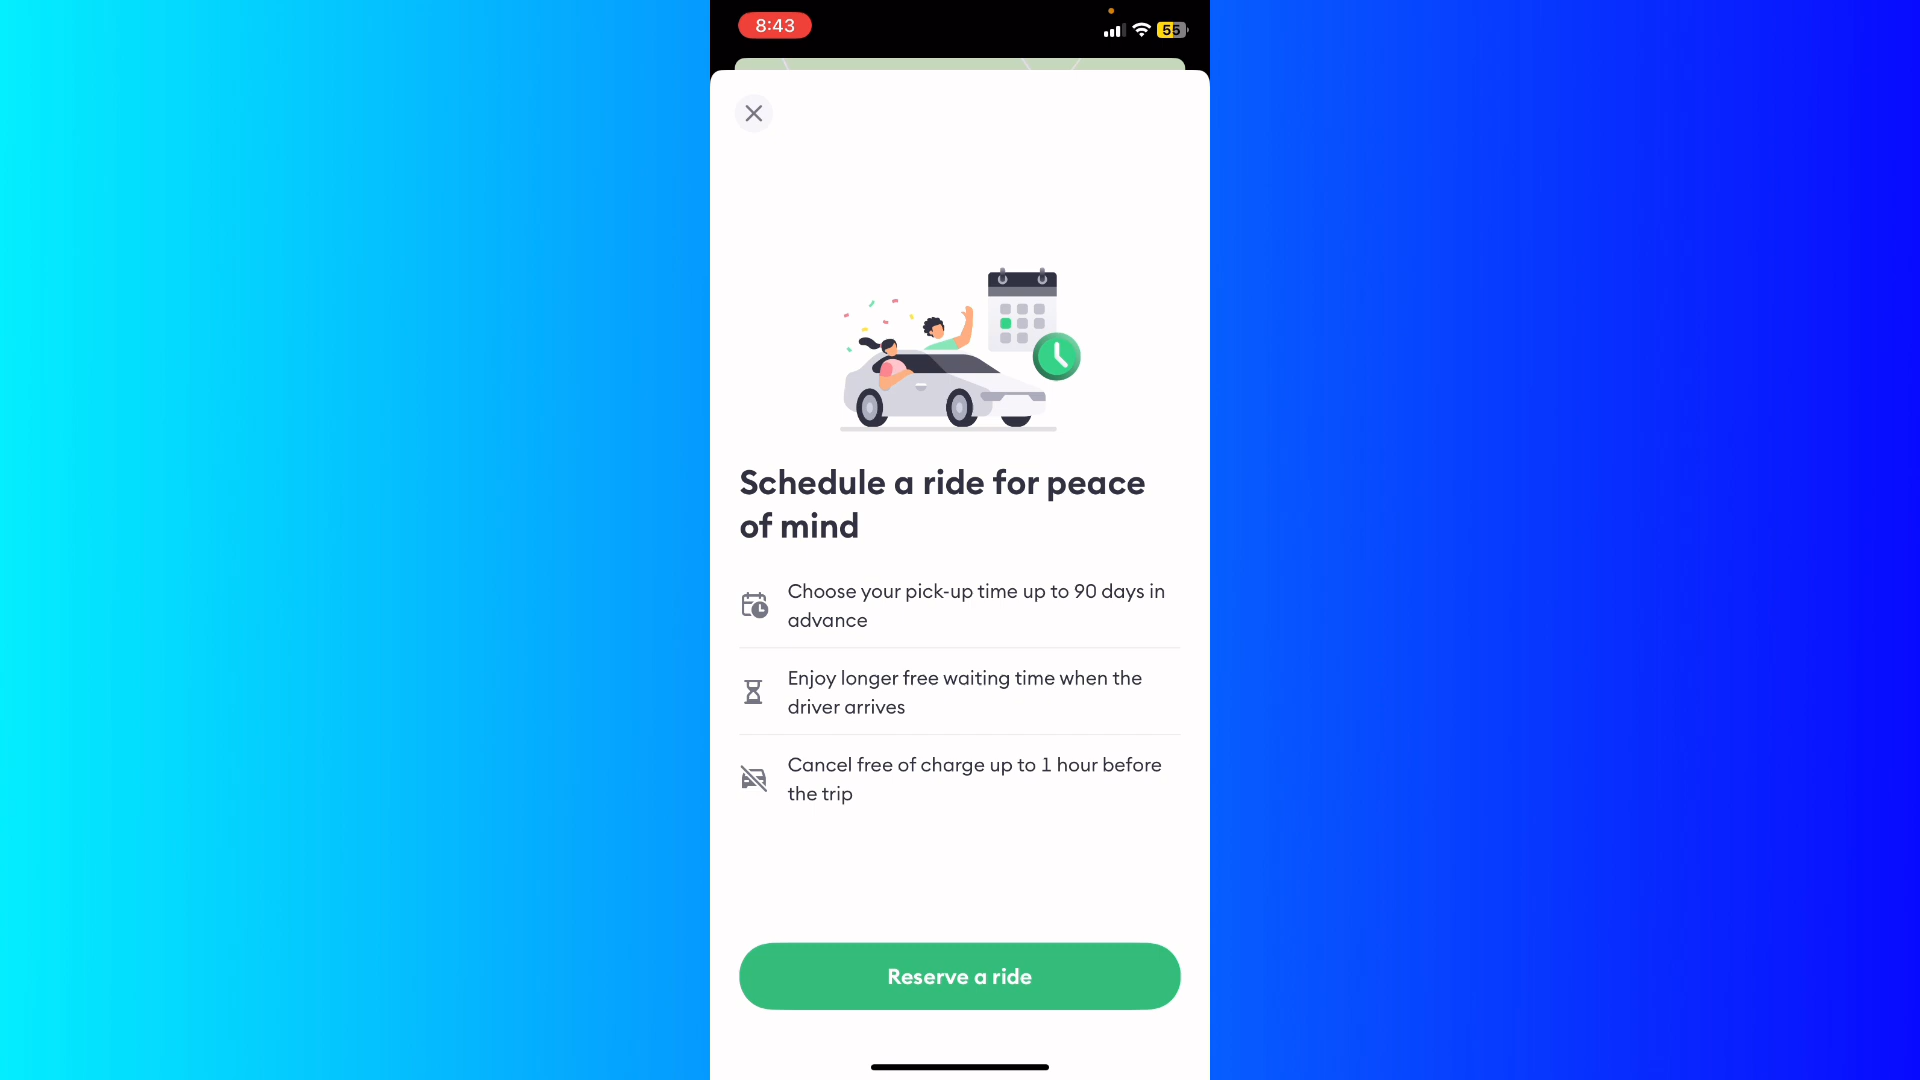 8:43
55
Schedule a ride for peace
of mind
Choose your pick-up time up to 90 days in
advance
Enjoy longer free waiting time when the
driver arrives
Cancel free of charge up to 1 hour before
the trip
Reserve a ride